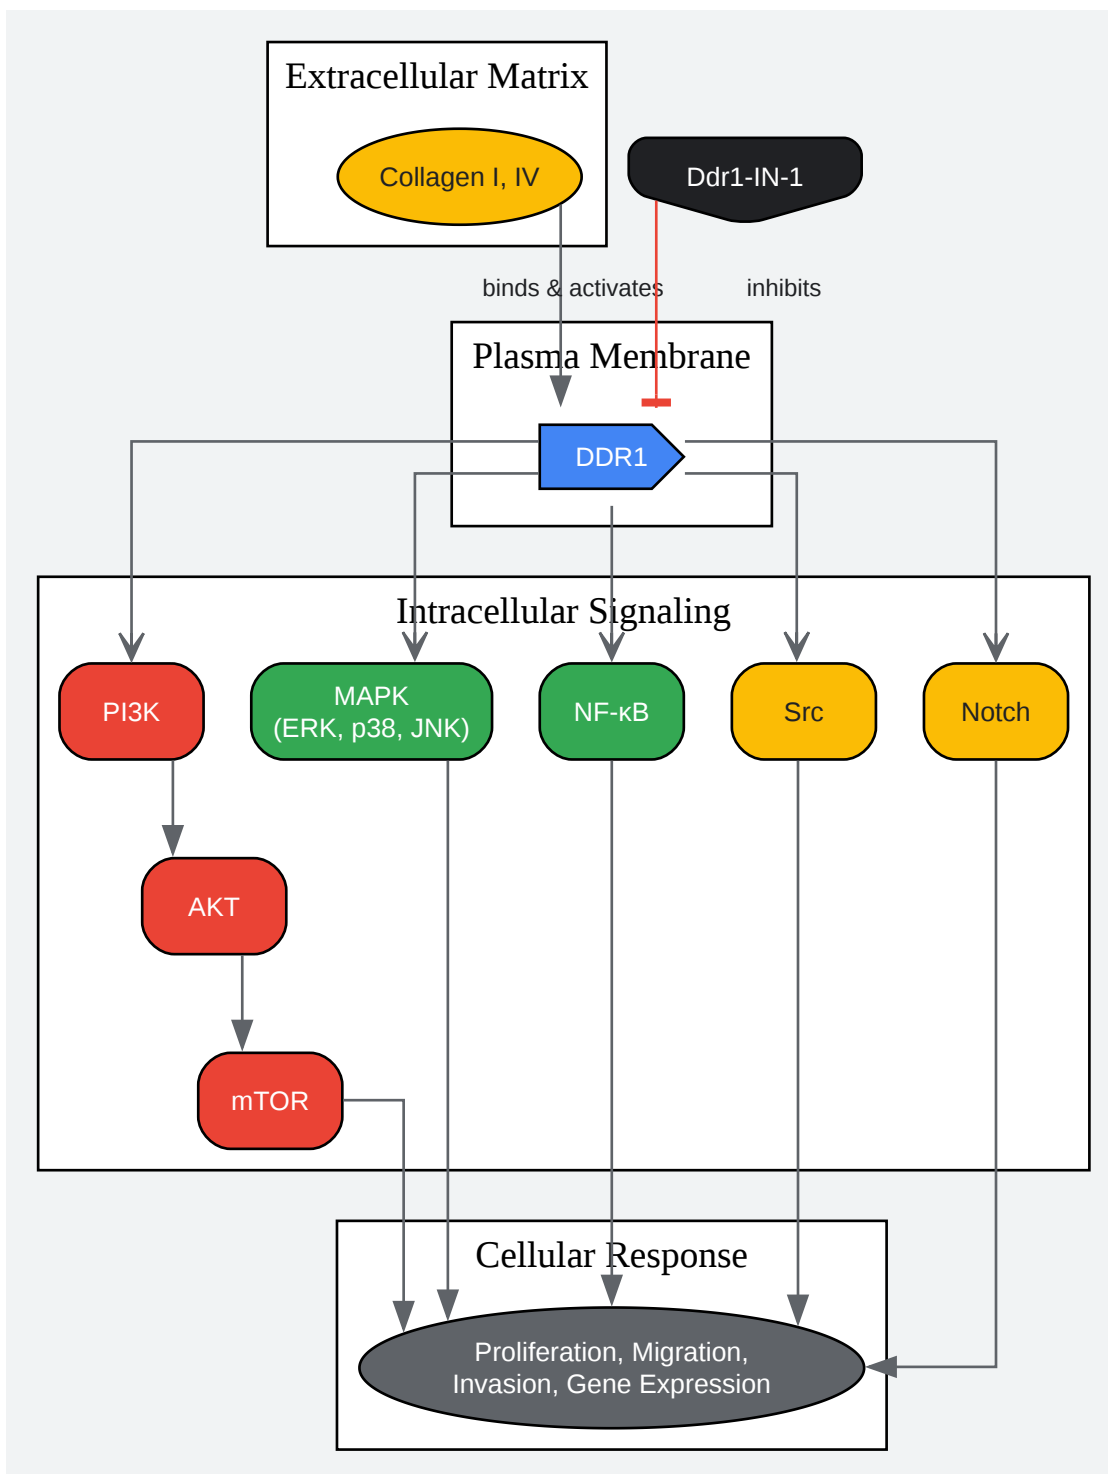 Extracellular Matrix
Collagen I, IV
Ddr1-IN-1
binds & activates
inhibits
Plasma Membrane
DDR1
Intracellular Signaling
PI3K
MAPK
(ERK, p38, JNK)
NF-κB
Src
Notch
AKT
mTOR
Cellular Response
Proliferation, Migration,
Invasion, Gene Expression